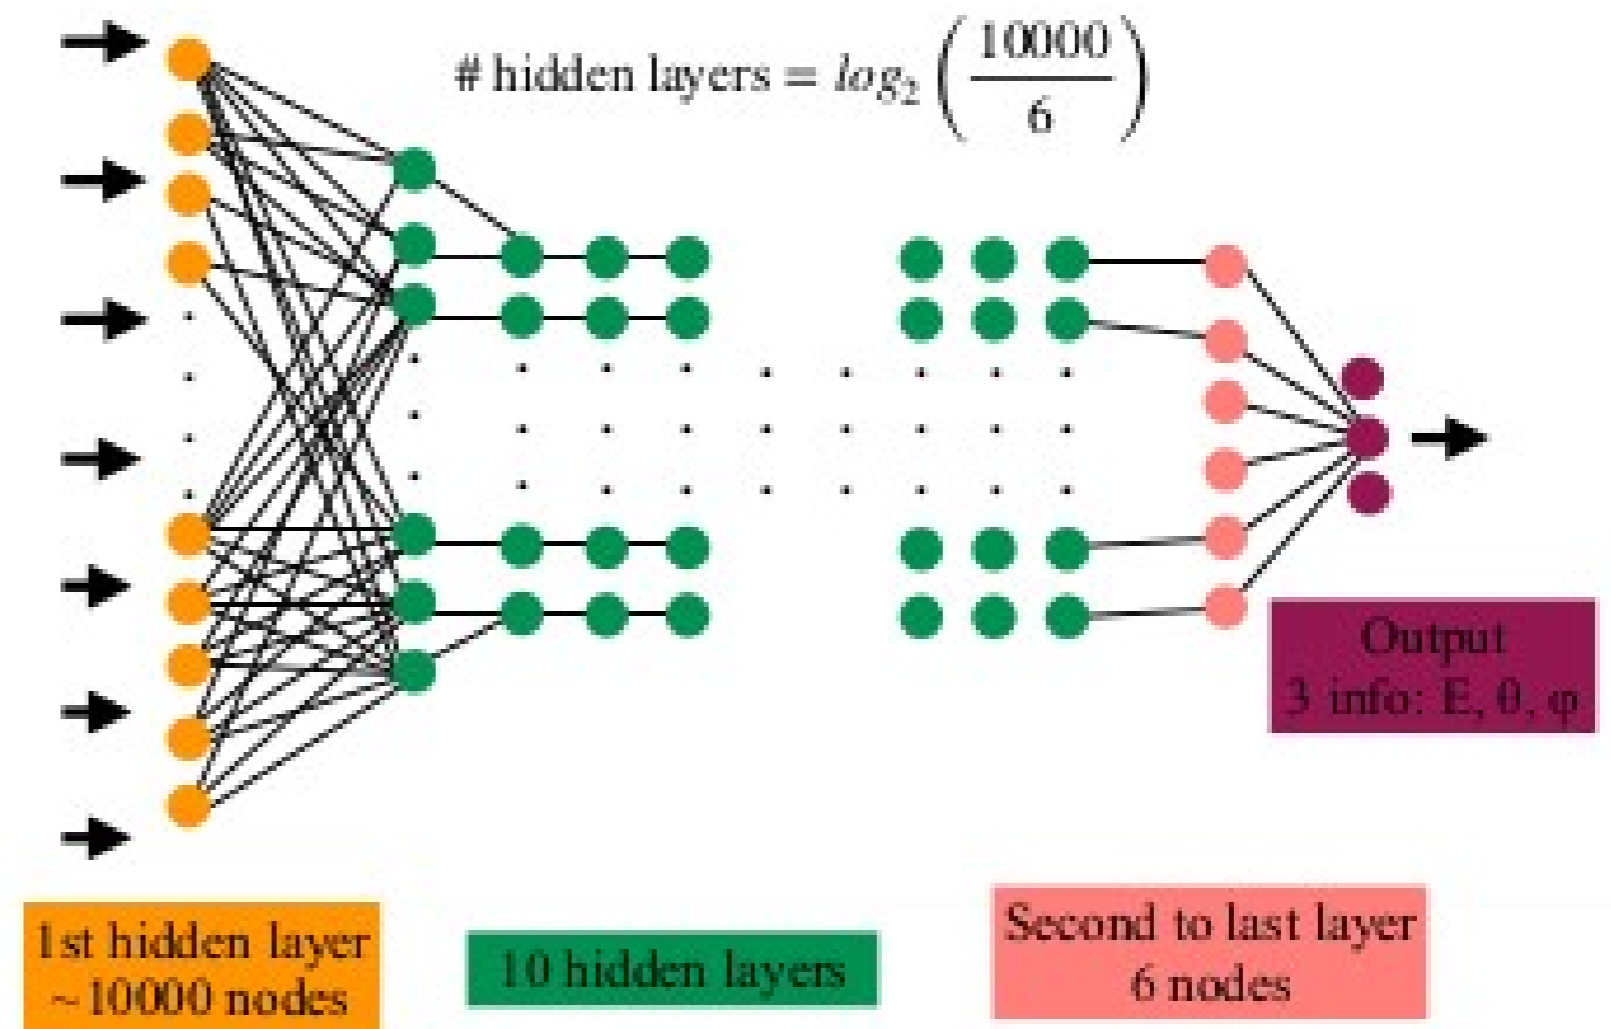 # hidden layers = log₂ (10000/6)
Output
3 info: E, θ, φ
1st hidden layer
~10000 nodes
10 hidden layers
Second to last layer
6 nodes